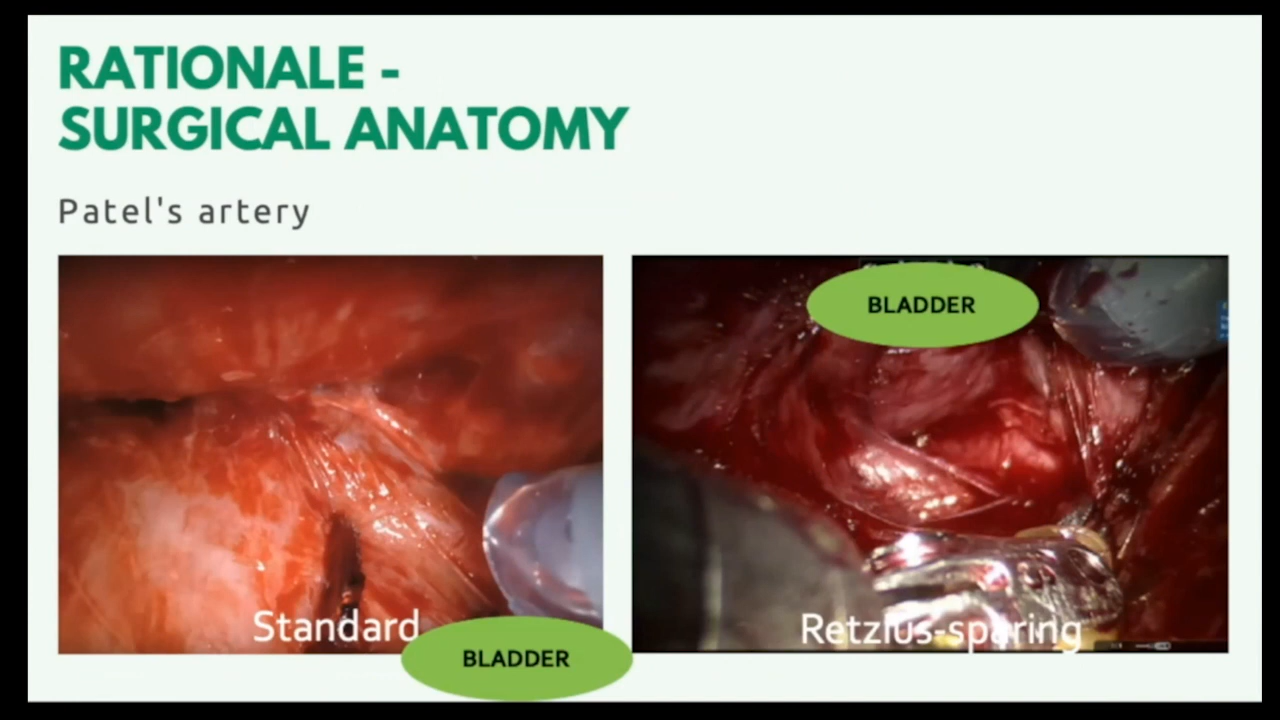 RATIONALE -
SURGICAL ANATOMY
Patel's artery
BLADDER
Standard
Retzius-sparing
BLADDER